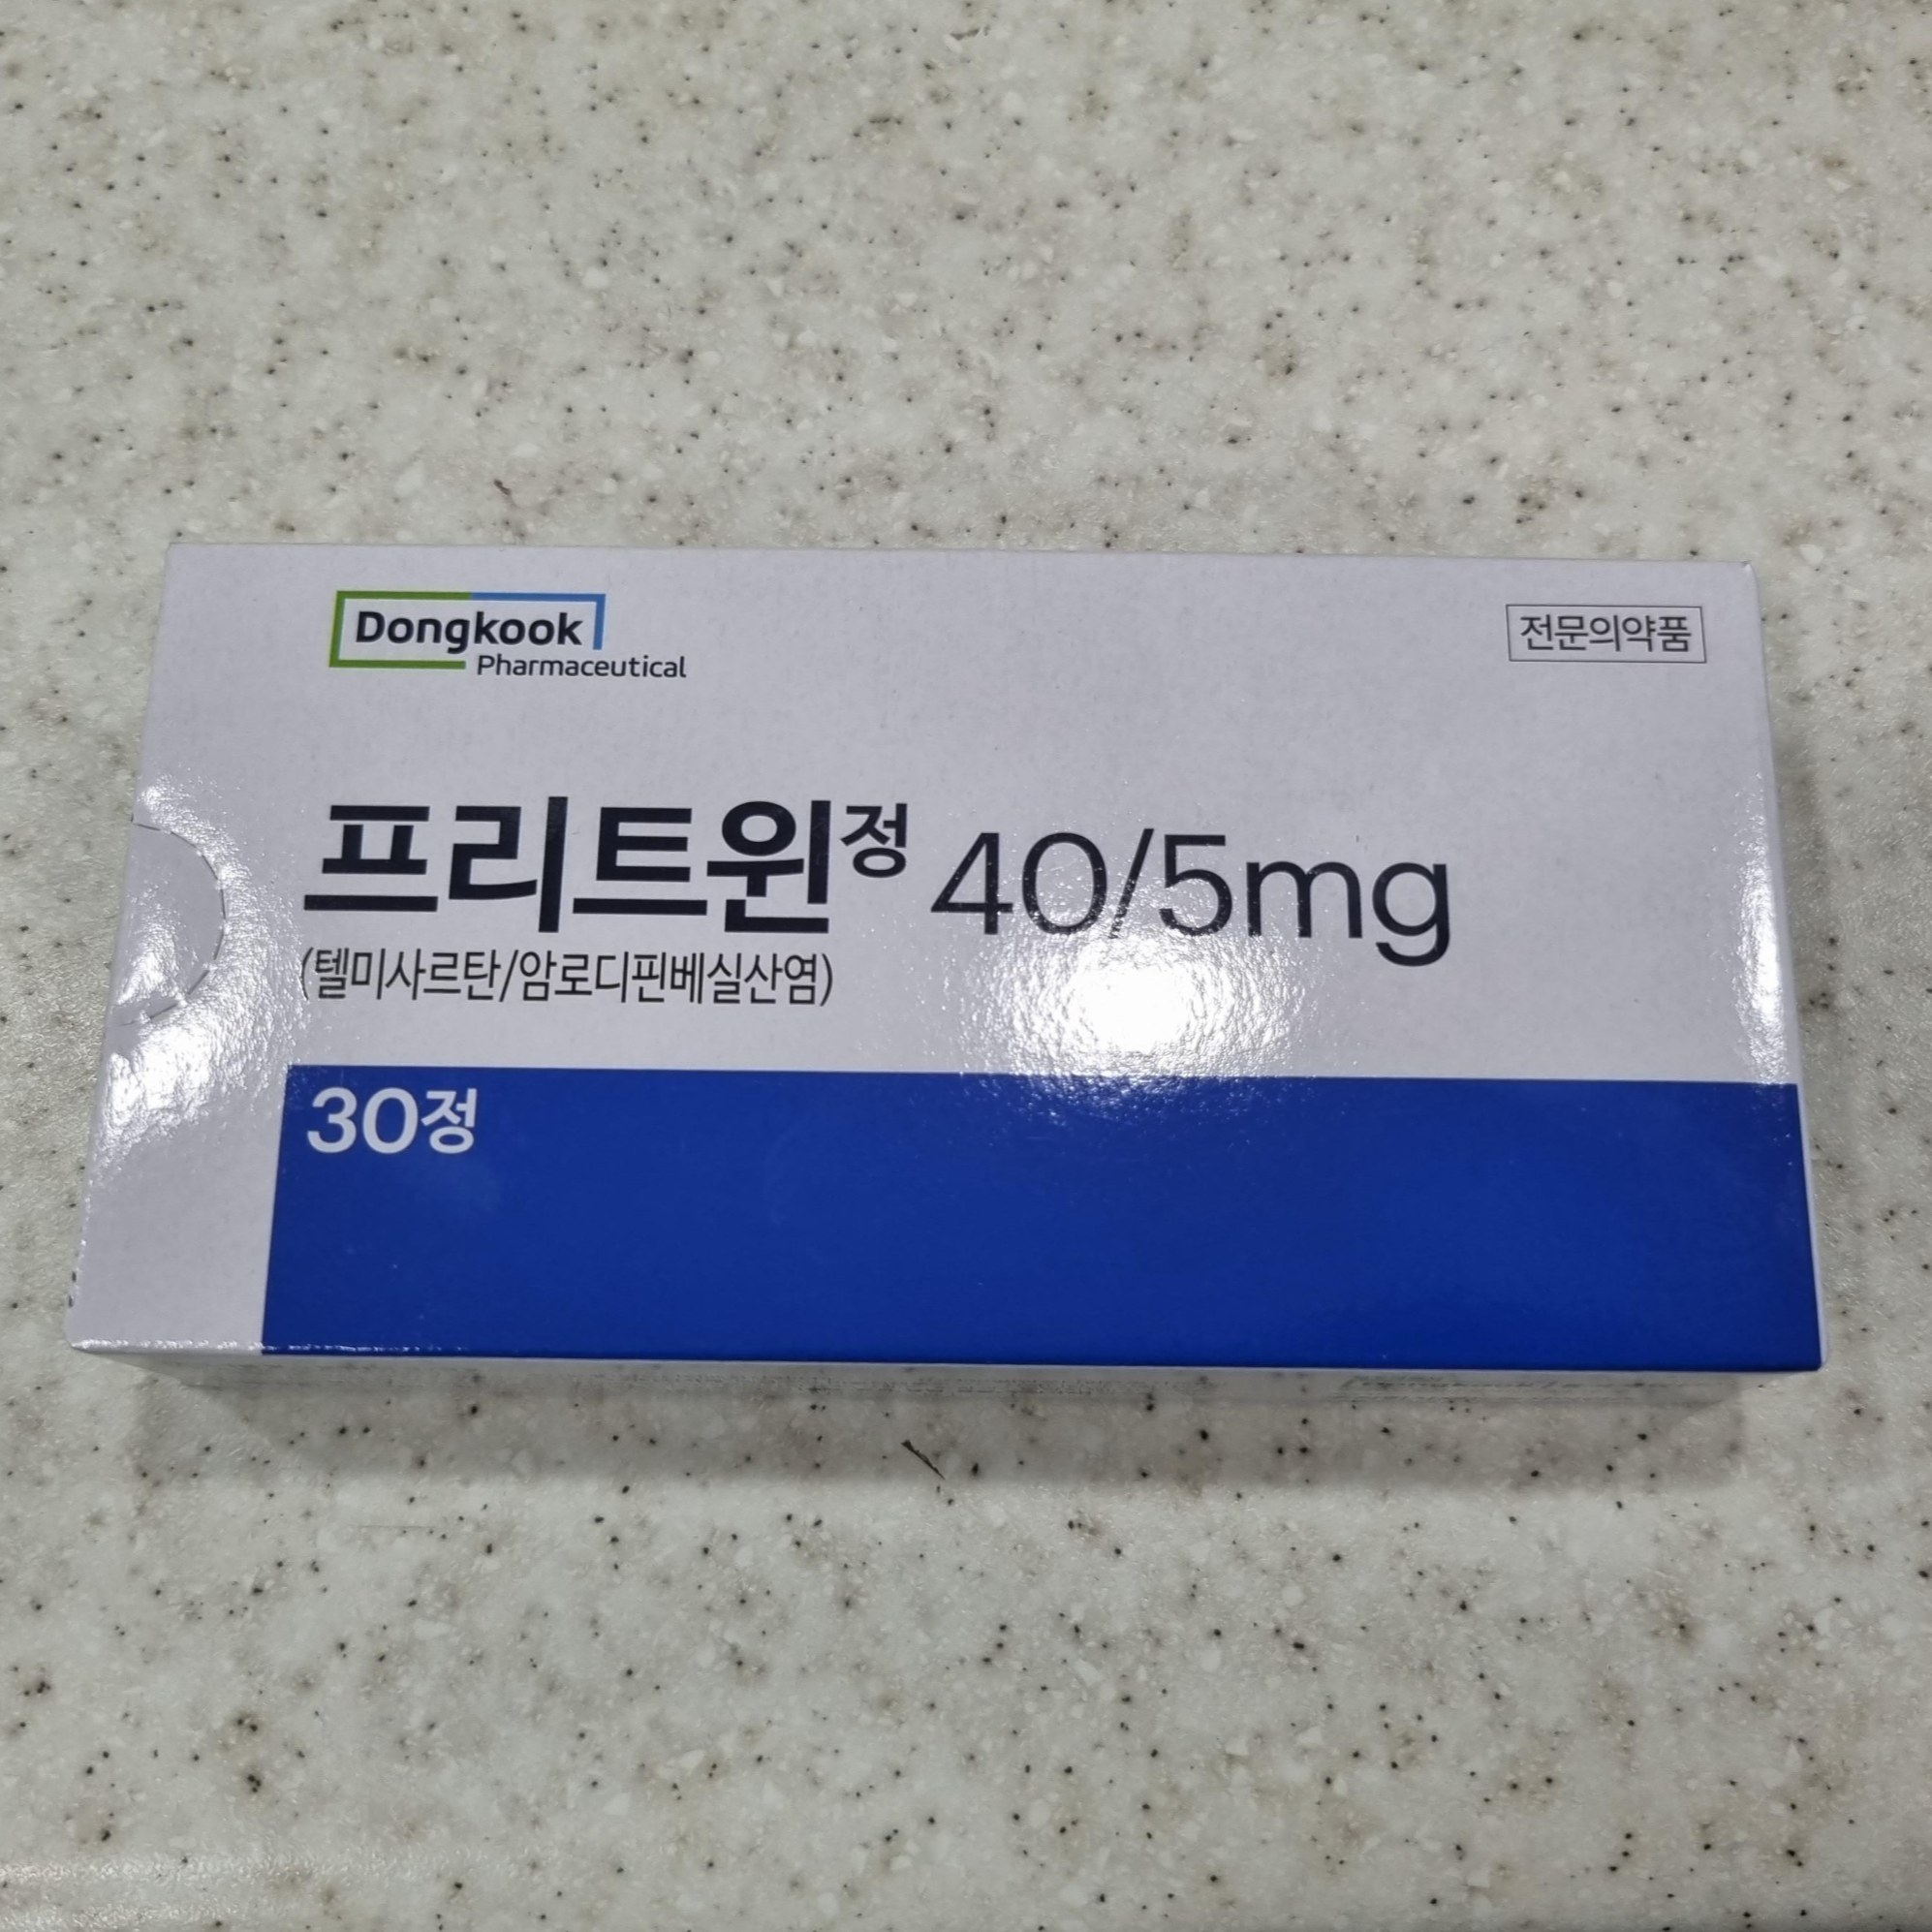 Dongkook
Pharmaceutical
전문의약품
프리트윈정 40/5mg
(텔미사르탄/암로디핀베실산염)
30정